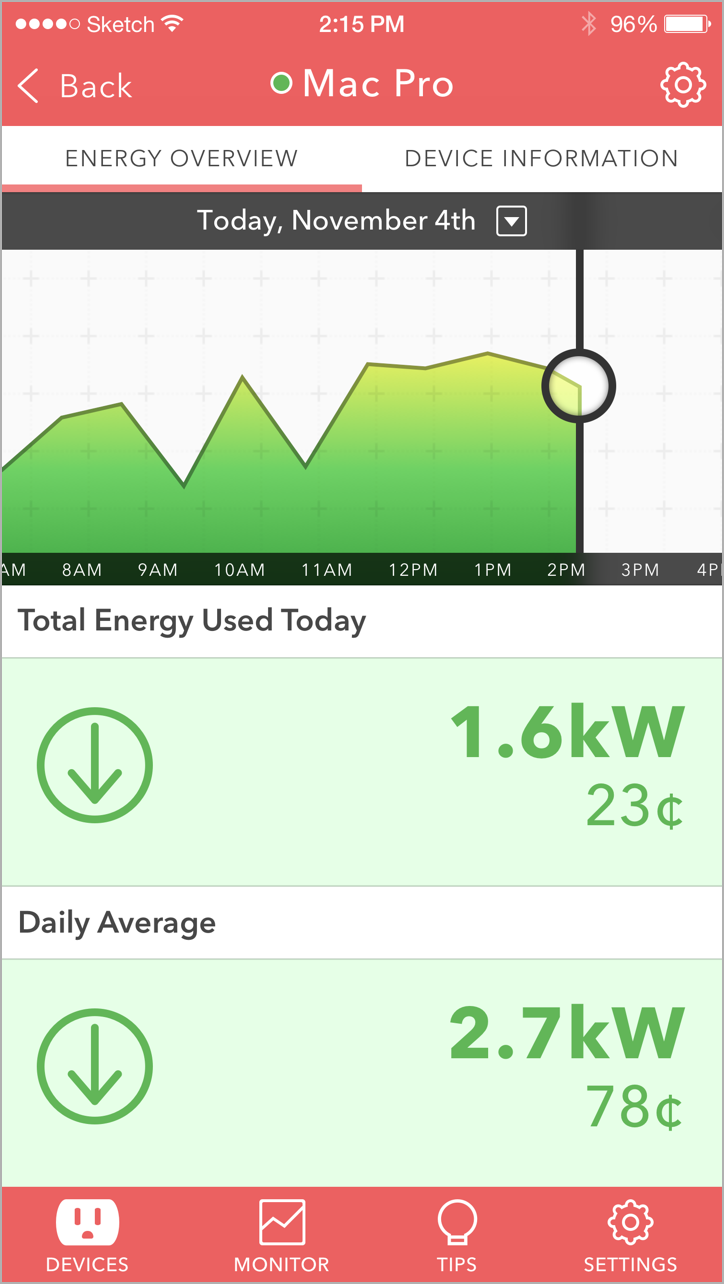 Sketch 2:15 PM 96%
Back Mac Pro
ENERGY OVERVIEW DEVICE INFORMATION
Today, November 4th
AM 8AM 9AM 10AM 11AM 12PM 1PM 2PM 3PM 4P
Total Energy Used Today
1.6kW
23¢
Daily Average
2.7kW
78¢
DEVICES MONITOR TIPS SETTINGS